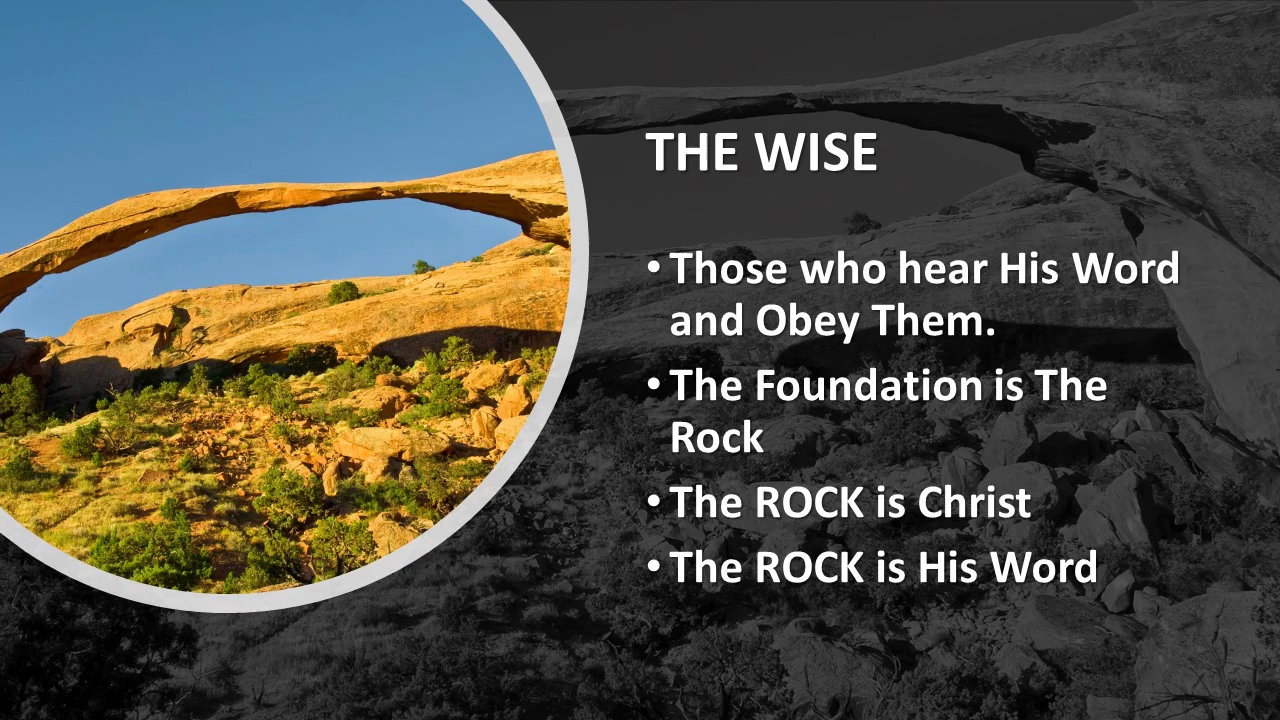 THE WISE
• Those who hear His Word
and Obey Them.
• The Foundation is The
Rock
• The ROCK is Christ
• The ROCK is His Word